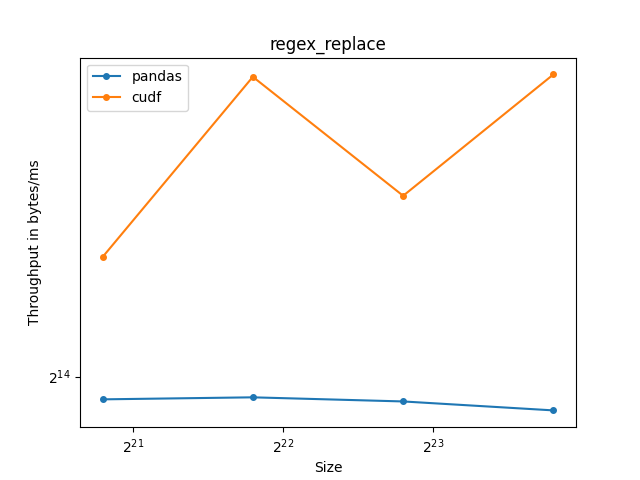 regex_replace
pandas
cudf
Throughput in bytes/ms
2^14
2^21
2^22
2^23
Size